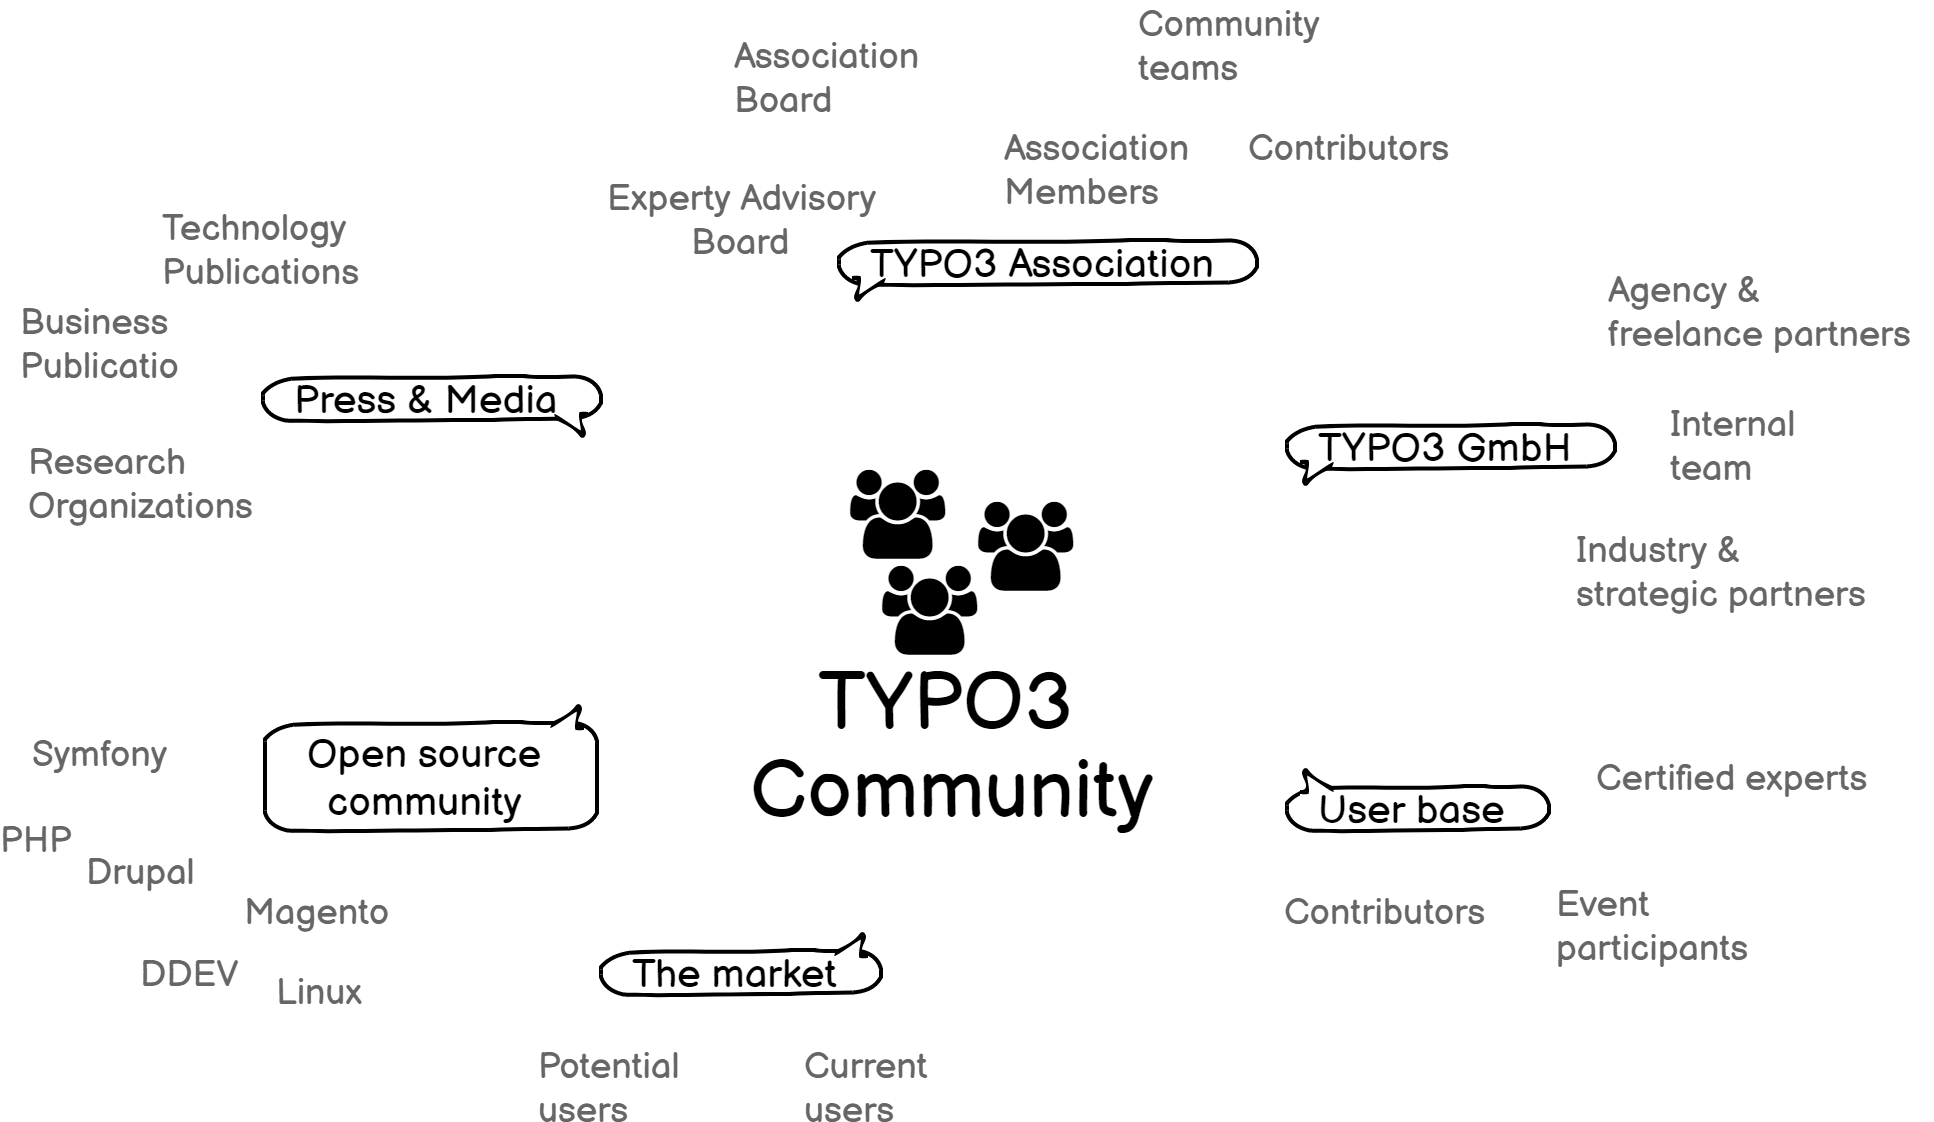 Community
teams
Association
Board
Association
Members
Contributors
Experty Advisory
Board
TYPO3 Association
Technology
Publications
Business
Publicatio
Press & Media
Research
Organizations
Agency &
freelance partners
TYPO3 GmbH
Internal
team
Industry &
strategic partners
TYPO3
Community
Symfony
Open source
community
PHP
Drupal
Magento
DDEV
Linux
User base
Certified experts
Contributors
Event
participants
The market
Potential
users
Current
users